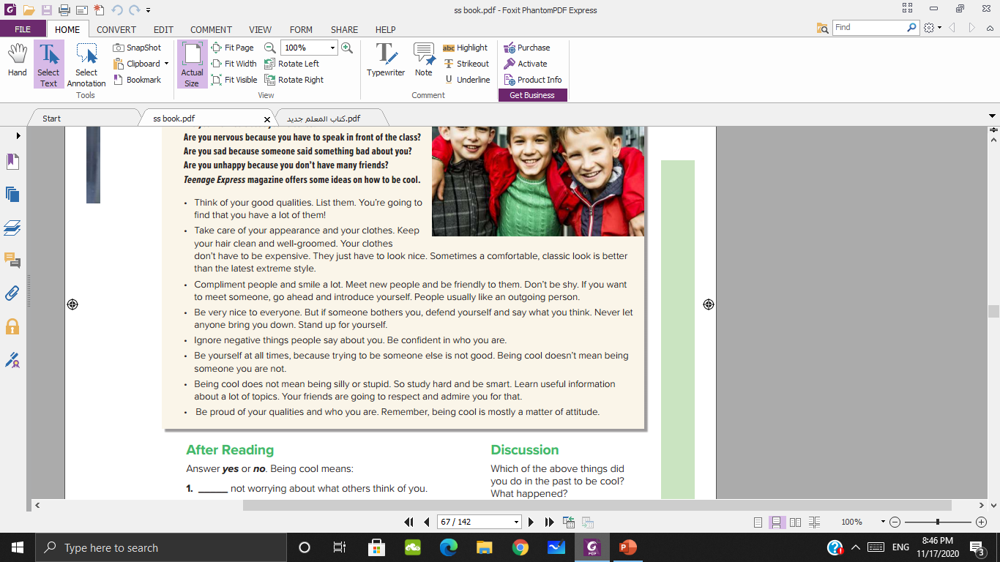 ss book.pdf - Foxit PhantomPDF Express
FILE HOME CONVERT EDIT COMMENT VIEW FORM SHARE HELP Find
Hand
Select Text
Select Annotation
SnapShot
Clipboard
Bookmark
Tools
Actual Size
Fit Page
Fit Width
Fit Visible
100%
Rotate Left
Rotate Right
View
Typewriter
Note
abc Highlight
T Strikeout
U Underline
Comment
Purchase
Activate
Product Info
Get Business
Start
ss book.pdf
كتاب المعلم جديد.pdf
Are you nervous because you have to speak in front of the class?
Are you sad because someone said something bad about you?
Are you unhappy because you don't have many friends?
Teenage Express magazine offers some ideas on how to be cool.
• Think of your good qualities. List them. You're going to
find that you have a lot of them!
• Take care of your appearance and your clothes. Keep
your hair clean and well-groomed. Your clothes
don't have to be expensive. They just have to look nice. Sometimes a comfortable, classic look is better
than the latest extreme style.
• Compliment people and smile a lot. Meet new people and be friendly to them. Don't be shy. If you want
to meet someone, go ahead and introduce yourself. People usually like an outgoing person.
• Be very nice to everyone. But if someone bothers you, defend yourself and say what you think. Never let
anyone bring you down. Stand up for yourself.
• Ignore negative things people say about you. Be confident in who you are.
• Be yourself at all times, because trying to be someone else is not good. Being cool doesn't mean being
someone you are not.
• Being cool does not mean being silly or stupid. So study hard and be smart. Learn useful information
about a lot of topics. Your friends are going to respect and admire you for that.
• Be proud of your qualities and who you are. Remember, being cool is mostly a matter of attitude.
After Reading
Answer yes or no. Being cool means:
1. ______ not worrying about what others think of you.
Discussion
Which of the above things did
you do in the past to be cool?
What happened?
67 / 142
100%
Type here to search
ENG
8:46 PM
11/17/2020
3